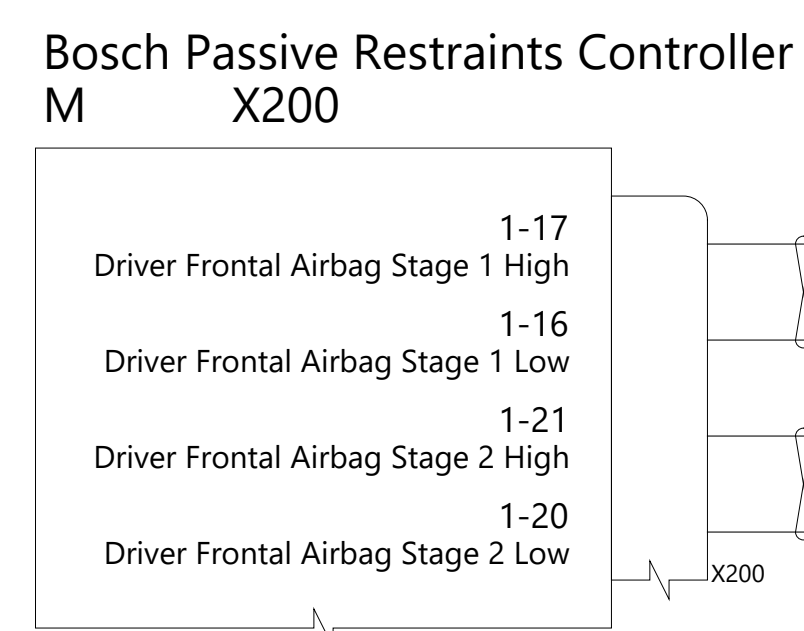 Bosch Passive Restraints Controller
M X200
1-17
Driver Frontal Airbag Stage 1 High
1-16
Driver Frontal Airbag Stage 1 Low
1-21
Driver Frontal Airbag Stage 2 High
1-20
Driver Frontal Airbag Stage 2 Low
X200